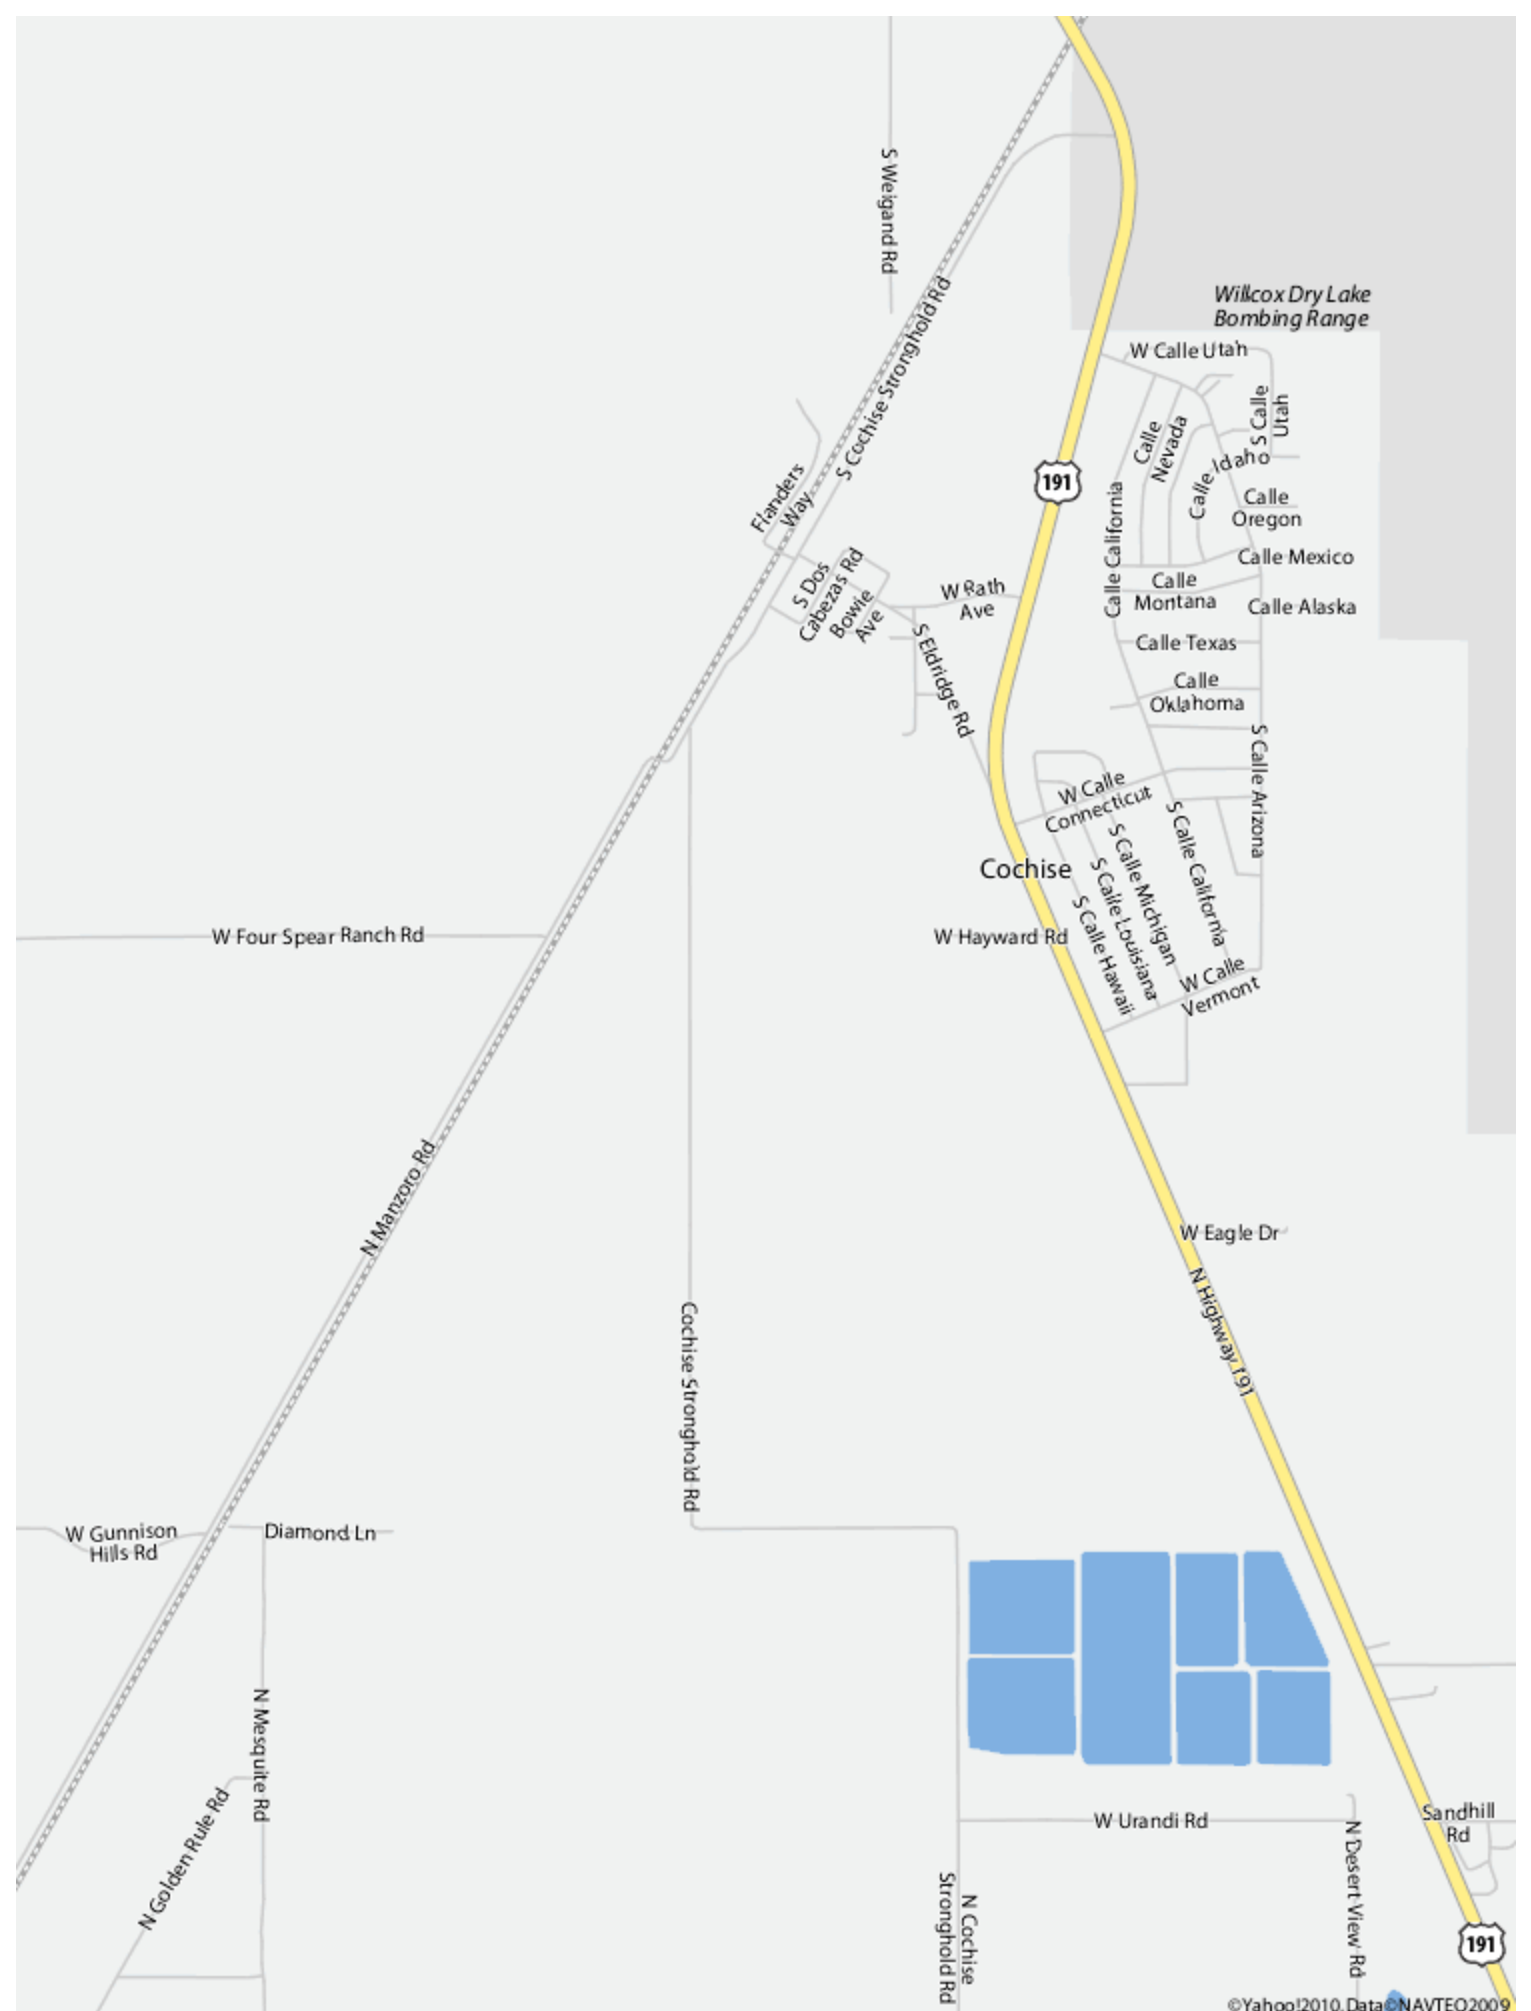 S Weigand Rd
S Cochise Stronghold Rd
Willcox Dry Lake
Bombing Range
W Calle Utah
S Calle
Utah
Calle
Nevada
Calle Idaho
191
Flanders
Way
Calle California
Calle
Oregon
Calle Mexico
S Dos
Cabezas Rd
Bowie
Ave
W Rath
Ave
Calle
Montana
Calle Alaska
S Eldridge Rd
Calle Texas
Calle
Oklahoma
S Calle Arizona
W Calle
Connecticut
S Calle California
S Calle Michigan
S Calle Louisiana
S Calle Hawaii
Cochise
W Four Spear Ranch Rd
W Hayward Rd
W Calle
Vermont
N Manzoro Rd
W Eagle Dr
N Highway 191
Cochise Stronghold Rd
W Gunnison
Hills Rd
Diamond Ln
N Mesquite Rd
N Golden Rule Rd
W Urandi Rd
Sandhill
Rd
N Desert View Rd
N Cochise
Stronghold Rd
191
©Yahoo!2010, Data©NAVTEQ2009